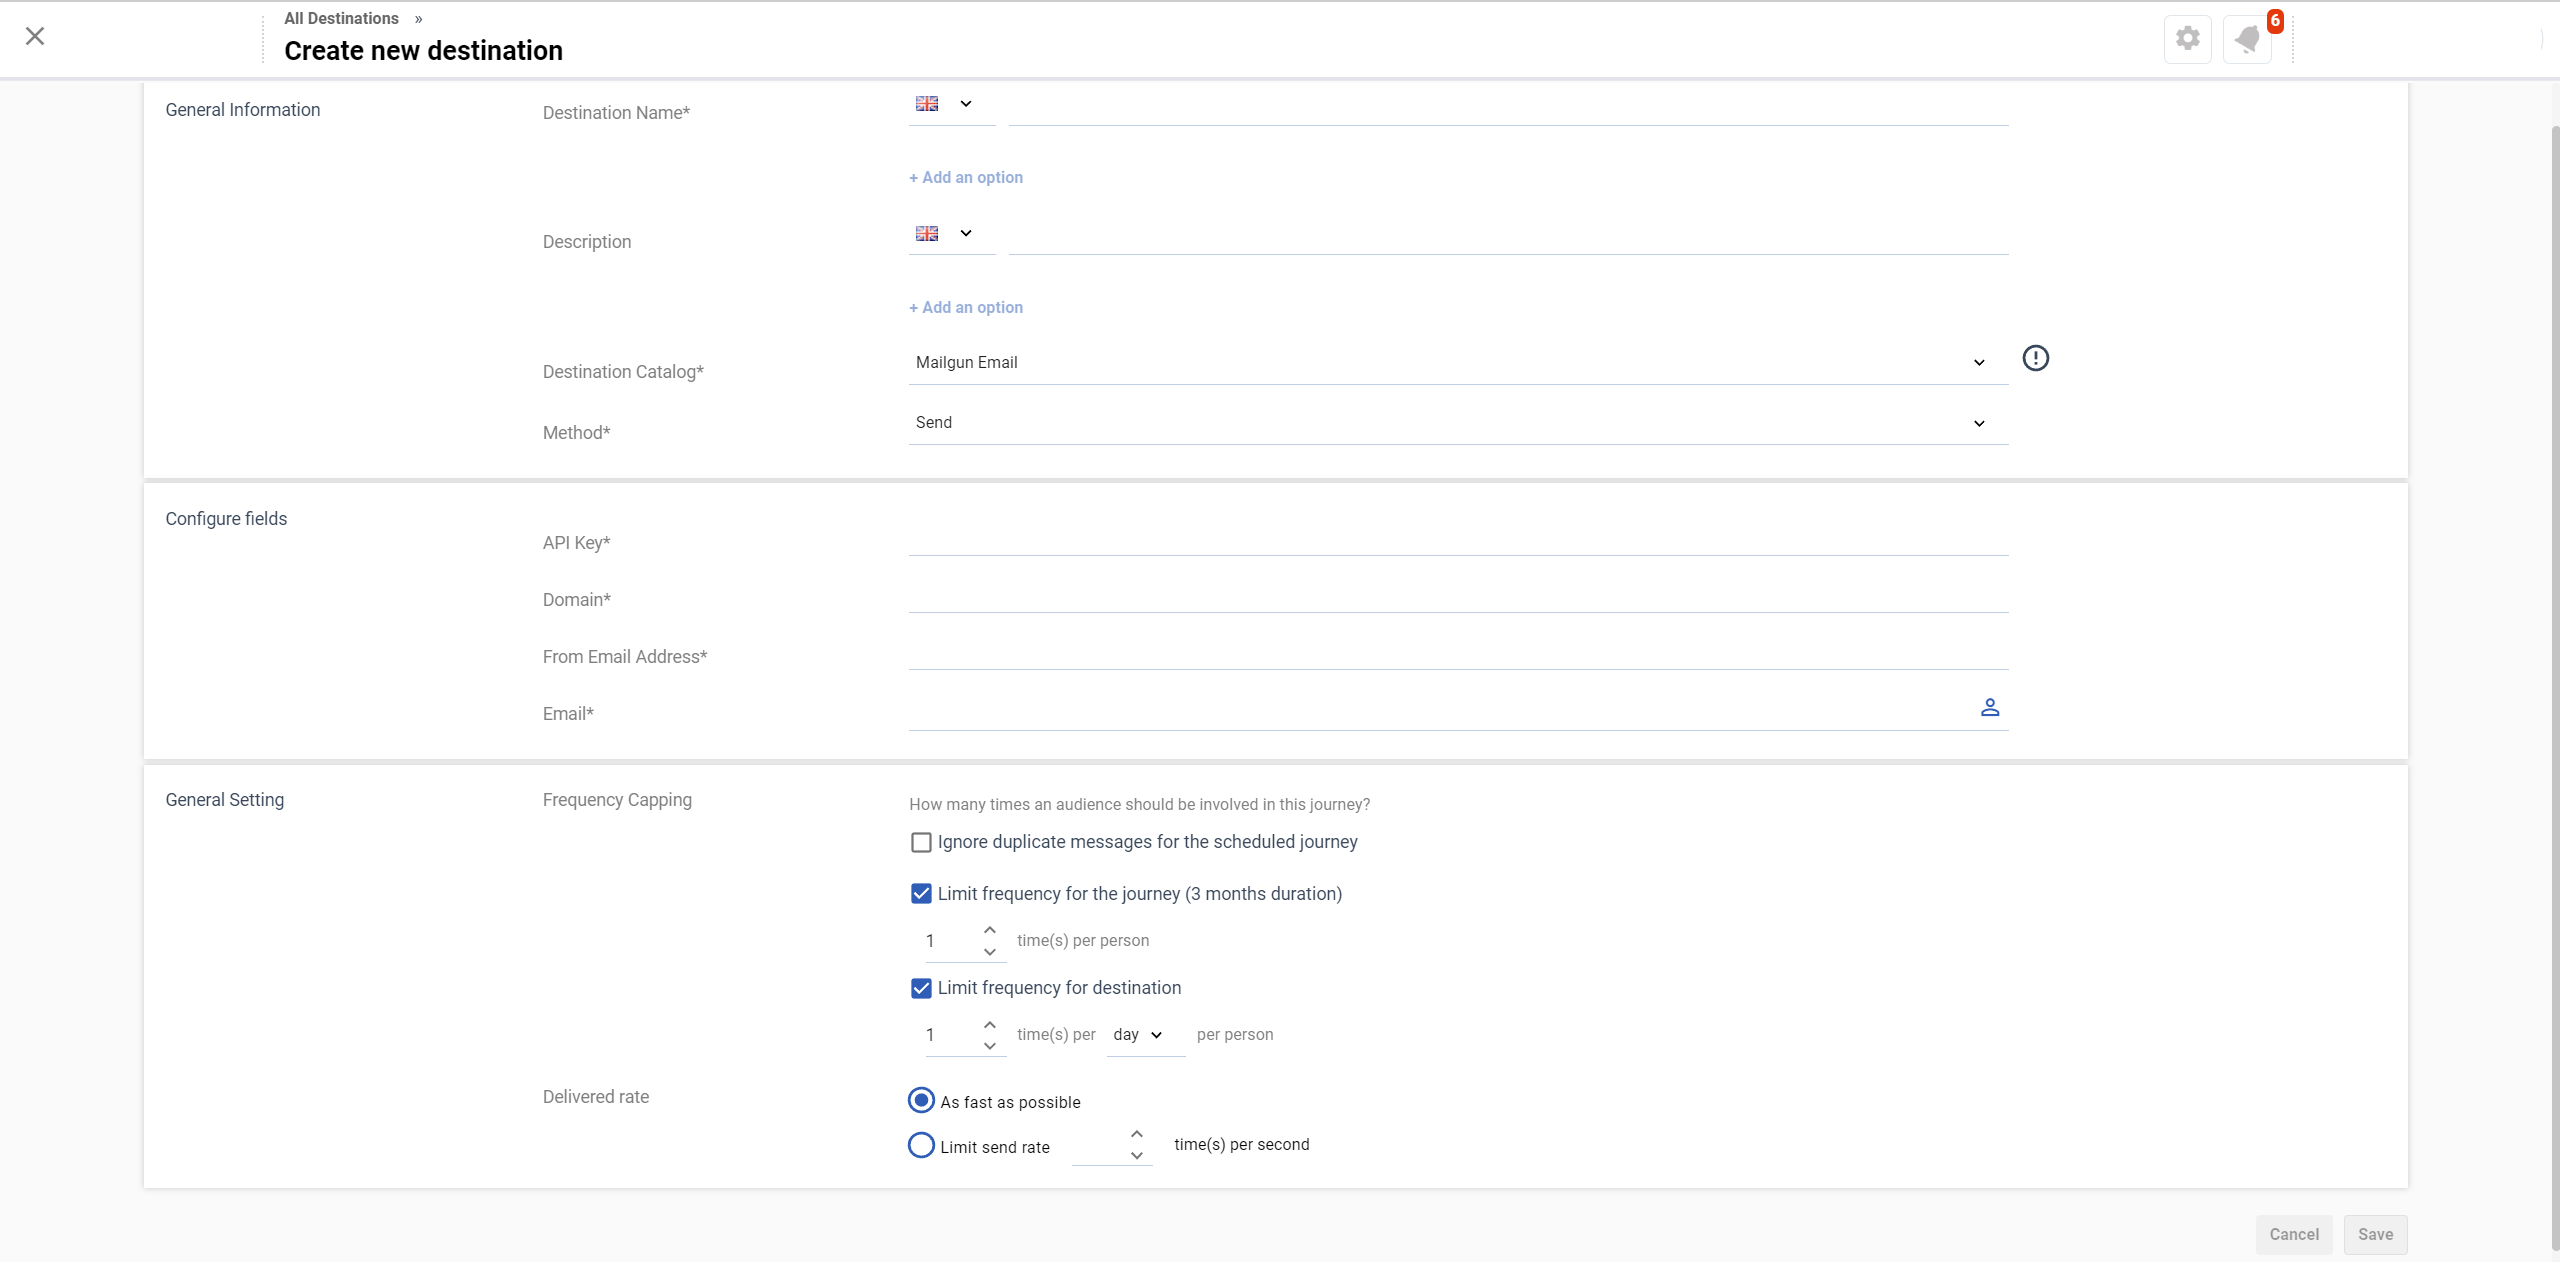 All Destinations »
Create new destination
6
General Information
Destination Name*
+ Add an option
Description
+ Add an option
Destination Catalog*
Mailgun Email
Method*
Send
Configure fields
API Key*
Domain*
From Email Address*
Email*
General Setting
Frequency Capping
How many times an audience should be involved in this journey?
Ignore duplicate messages for the scheduled journey
Limit frequency for the journey (3 months duration)
1 time(s) per person
Limit frequency for destination
1 time(s) per day per person
Delivered rate
As fast as possible
Limit send rate time(s) per second
Cancel Save